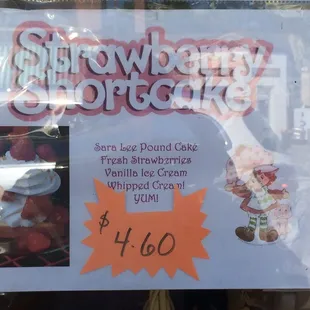 Strawberry
Shortcake
Sara Lee Pound Cake
Fresh Strawberries
Vanilla Ice Cream
Whipped Cream!
YUM!
$4.60